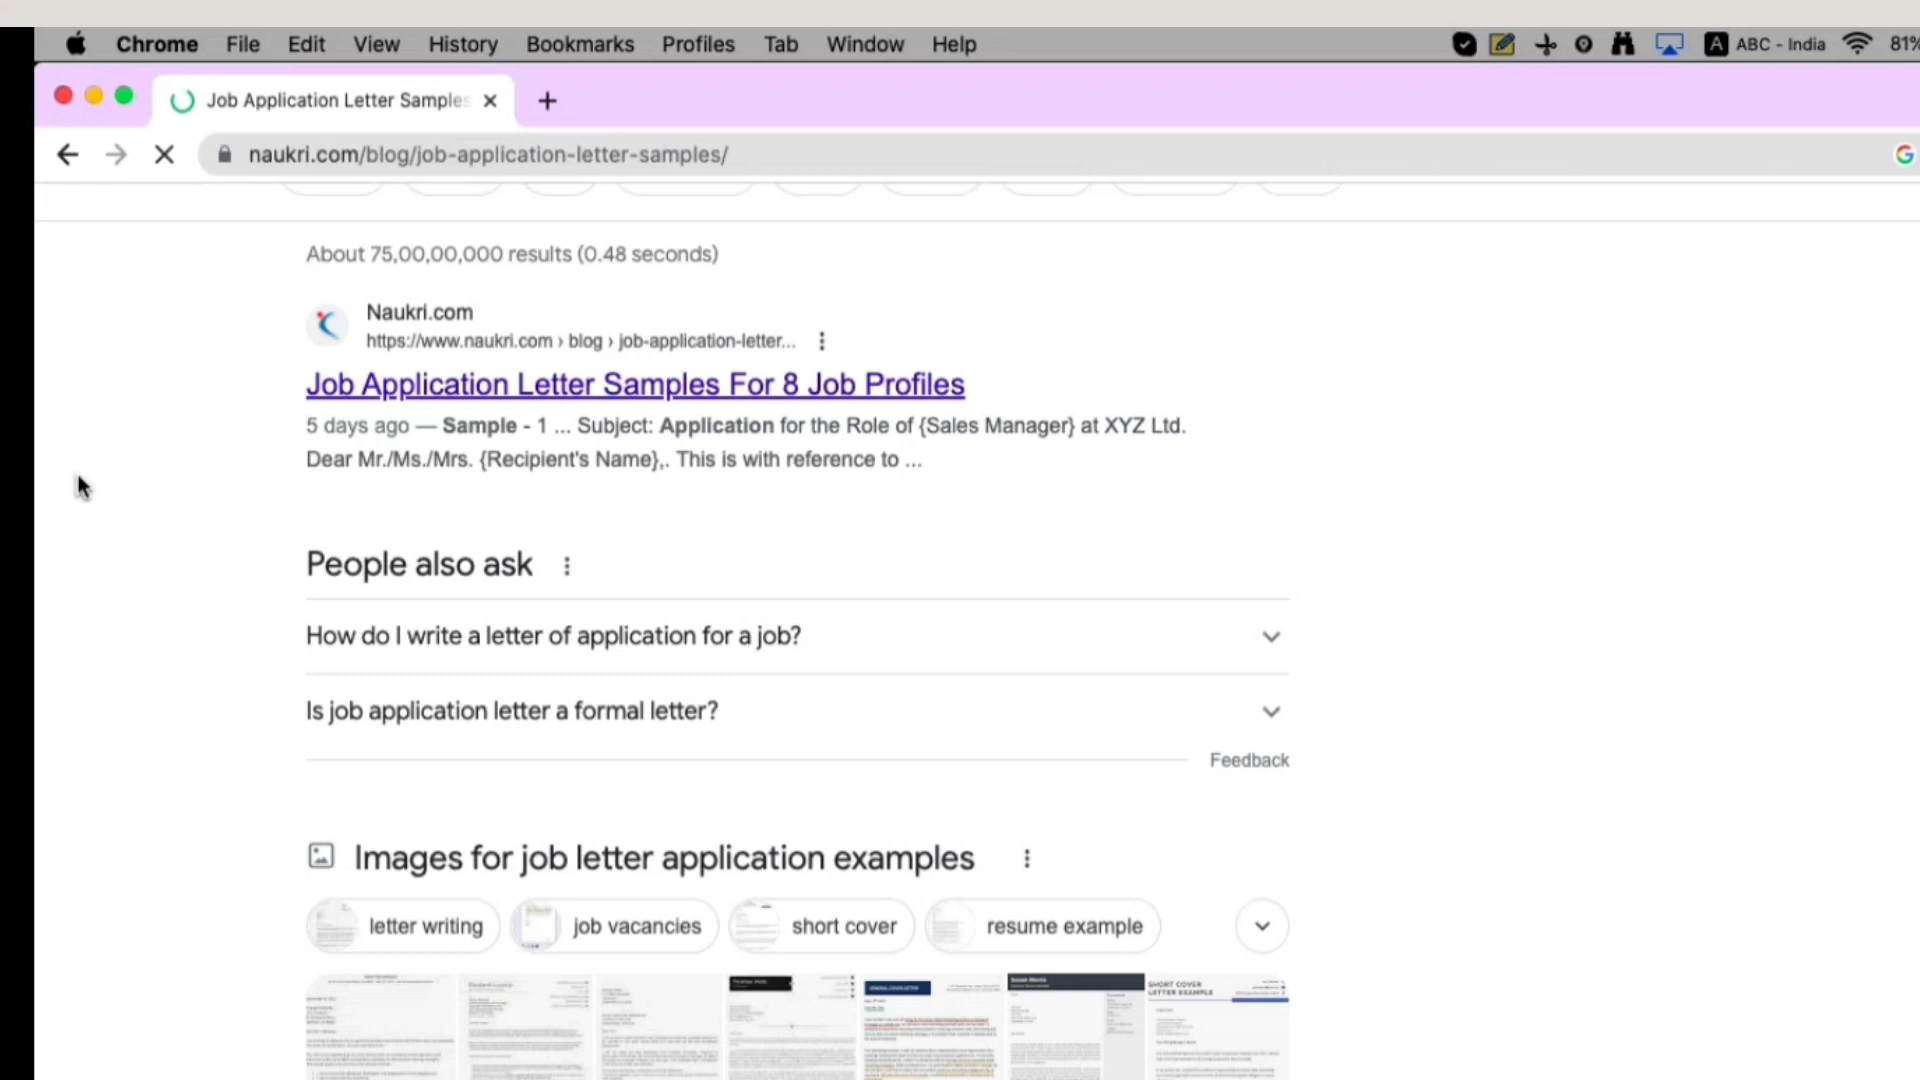 Chrome File Edit View History Bookmarks Profiles Tab Window Help A ABC - India 81%
Job Application Letter Samples
naukri.com/blog/job-application-letter-samples/
About 75,00,00,000 results (0.48 seconds)
Naukri.com
https://www.naukri.com › blog › job-application-letter...
Job Application Letter Samples For 8 Job Profiles
5 days ago — Sample - 1 ... Subject: Application for the Role of {Sales Manager} at XYZ Ltd.
Dear Mr./Ms./Mrs. {Recipient's Name},. This is with reference to ...
People also ask
How do I write a letter of application for a job?
Is job application letter a formal letter?
Feedback
Images for job letter application examples
letter writing
job vacancies
short cover
resume example
SHORT COVER
LETTER EXAMPLE